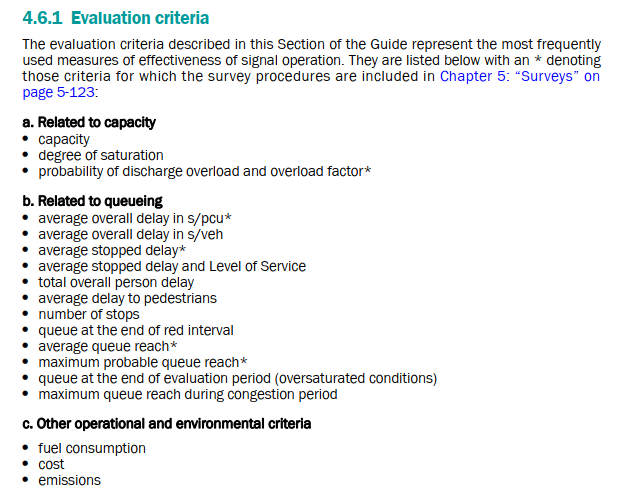 4.6.1 Evaluation criteria
The evaluation criteria described in this Section of the Guide represent the most frequently
used measures of effectiveness of signal operation. They are listed below with an * denoting
those criteria for which the survey procedures are included in Chapter 5: “Surveys” on
page 5-123:
a. Related to capacity
• capacity
• degree of saturation
• probability of discharge overload and overload factor*
b. Related to queueing
• average overall delay in s/pcu*
• average overall delay in s/veh
• average stopped delay*
• average stopped delay and Level of Service
• total overall person delay
• average delay to pedestrians
• number of stops
• queue at the end of red interval
• average queue reach*
• maximum probable queue reach*
• queue at the end of evaluation period (oversaturated conditions)
• maximum queue reach during congestion period
c. Other operational and environmental criteria
• fuel consumption
• cost
• emissions